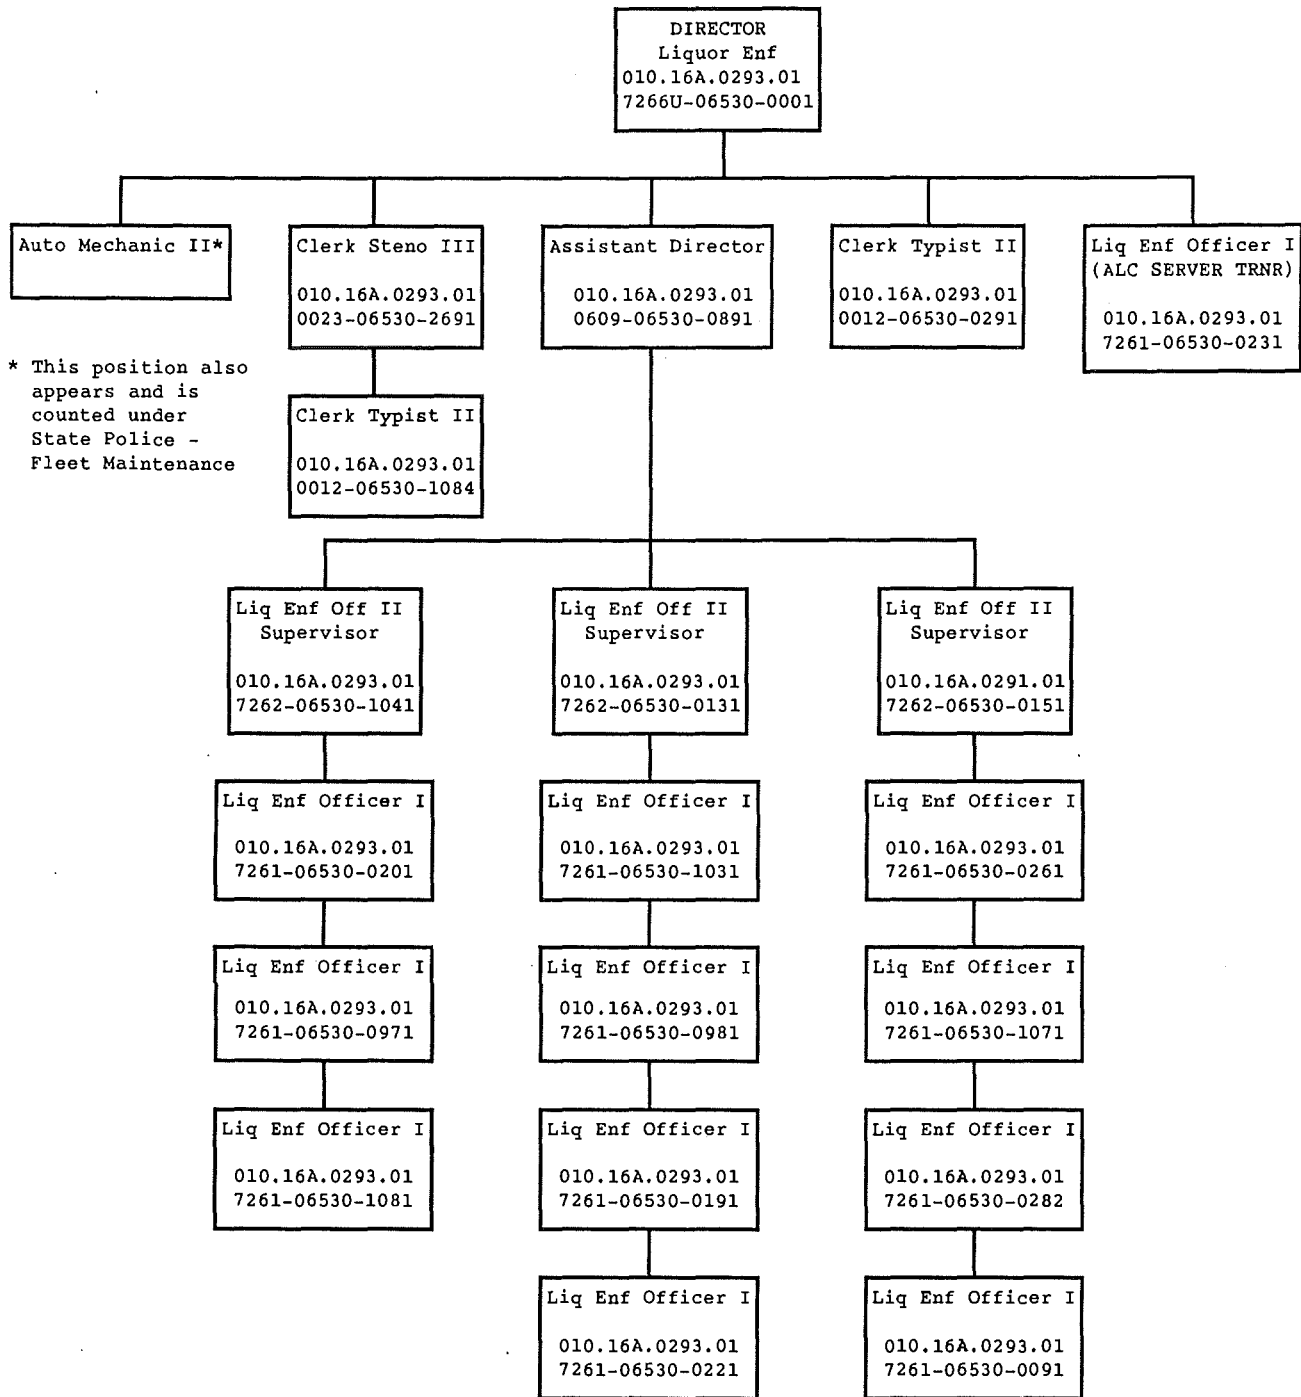 DIRECTOR
Liquor Enf
010.16A.0293.01
7266U-06530-0001
Auto Mechanic II*
Clerk Steno III
010.16A.0293.01
0023-06530-2691
Assistant Director
010.16A.0293.01
0609-06530-0891
Clerk Typist II
010.16A.0293.01
0012-06530-0291
Liq Enf Officer I
(ALC SERVER TRNR)
010.16A.0293.01
7261-06530-0231
* This position also
appears and is
counted under
State Police -
Fleet Maintenance
Clerk Typist II
010.16A.0293.01
0012-06530-1084
Liq Enf Off II
Supervisor
010.16A.0293.01
7262-06530-1041
Liq Enf Off II
Supervisor
010.16A.0293.01
7262-06530-0131
Liq Enf Off II
Supervisor
010.16A.0291.01
7262-06530-0151
Liq Enf Officer I
010.16A.0293.01
7261-06530-0201
Liq Enf Officer I
010.16A.0293.01
7261-06530-1031
Liq Enf Officer I
010.16A.0293.01
7261-06530-0261
Liq Enf Officer I
010.16A.0293.01
7261-06530-0971
Liq Enf Officer I
010.16A.0293.01
7261-06530-0981
Liq Enf Officer I
010.16A.0293.01
7261-06530-1071
Liq Enf Officer I
010.16A.0293.01
7261-06530-1081
Liq Enf Officer I
010.16A.0293.01
7261-06530-0191
Liq Enf Officer I
010.16A.0293.01
7261-06530-0282
Liq Enf Officer I
010.16A.0293.01
7261-06530-0221
Liq Enf Officer I
010.16A.0293.01
7261-06530-0091